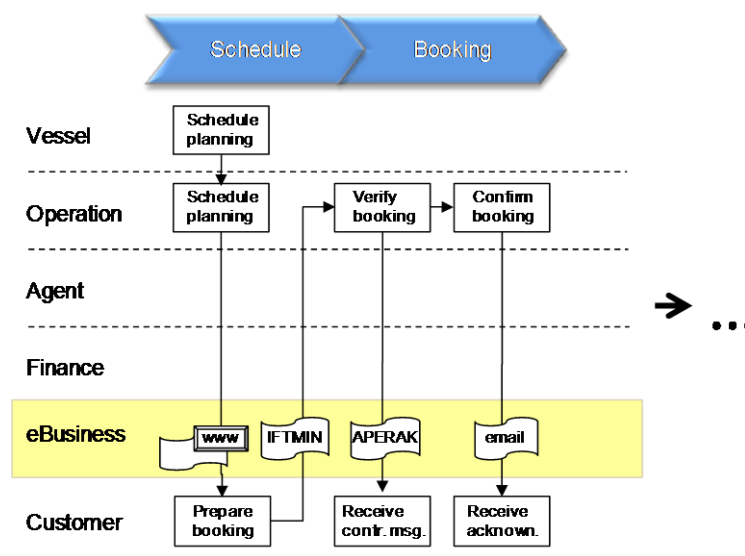 Schedule Booking
Vessel
Schedule
planning
Operation
Schedule
planning
Verify
booking
Confirm
booking
Agent
...
Finance
eBusiness
www
IFTMIN
APERAK
email
Customer
Prepare
booking
Receive
contr. msg.
Receive
acknown.